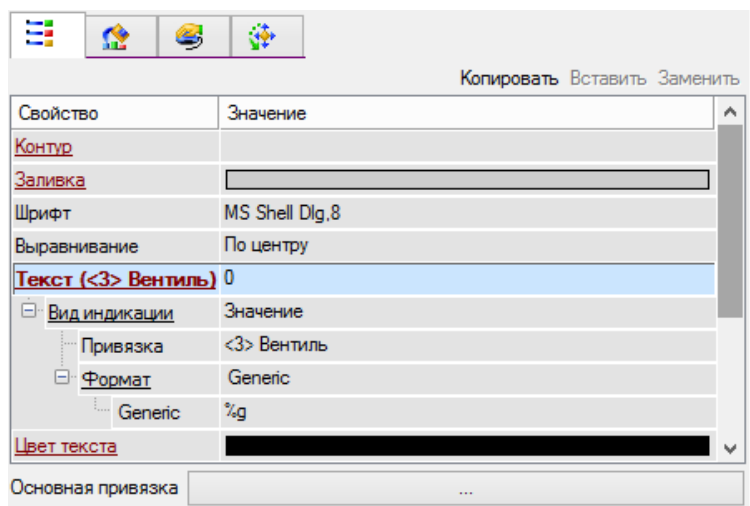 Копировать Вставить Заменить
Свойство Значение
Контур
Заливка
Шрифт MS Shell Dlg,8
Выравнивание По центру
Текст (<3> Вентиль) 0
Вид индикации Значение
Привязка <3> Вентиль
Формат Generic
Generic %g
Цвет текста
Основная привязка ...